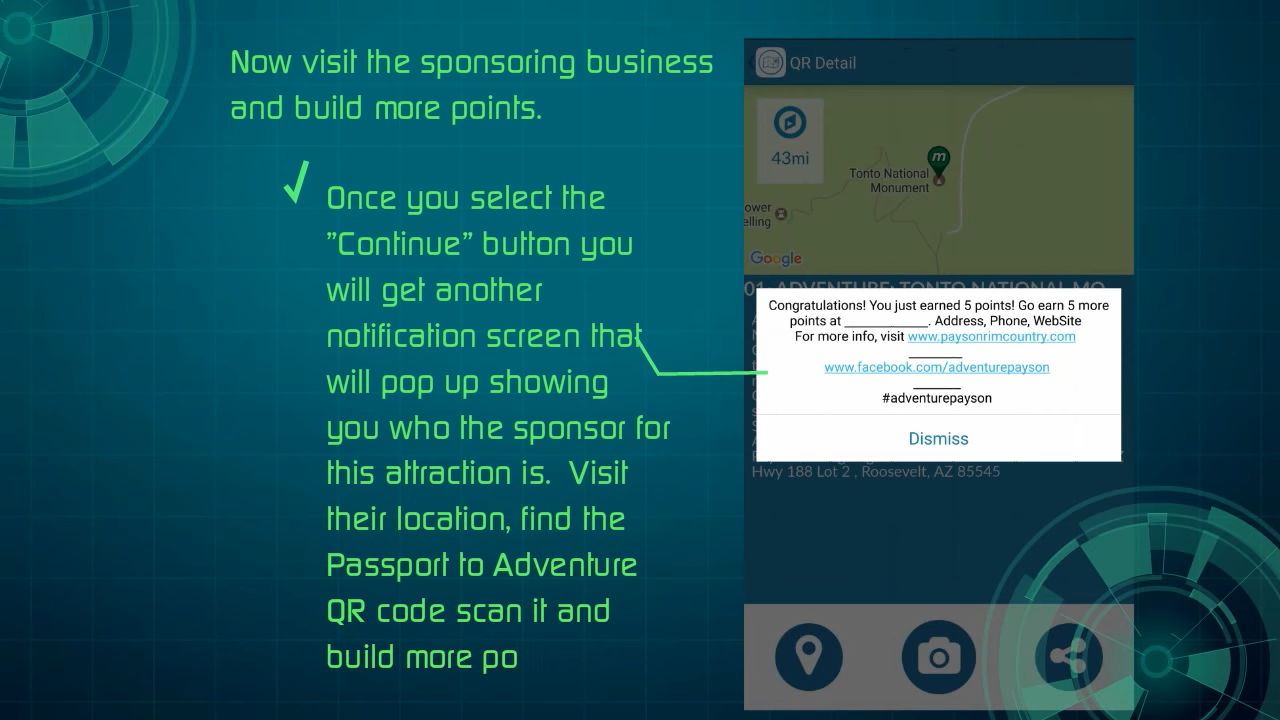 Now visit the sponsoring business
and build more points.
Once you select the
"Continue" button you
will get another
notification screen that
will pop up showing
you who the sponsor for
this attraction is. Visit
their location, find the
Passport to Adventure
QR code scan it and
build more po
QR Detail
43mi
m
Tonto National
Monument
ower
elling
Google
01. ADVENTURE: TONTO NATIONAL MO
Congratulations! You just earned 5 points! Go earn 5 more
points at ____________. Address, Phone, WebSite
For more info, visit www.paysonrimcountry.com
________
www.facebook.com/adventurepayson
_______
#adventurepayson
Dismiss
Hwy 188 Lot 2 , Roosevelt, AZ 85545